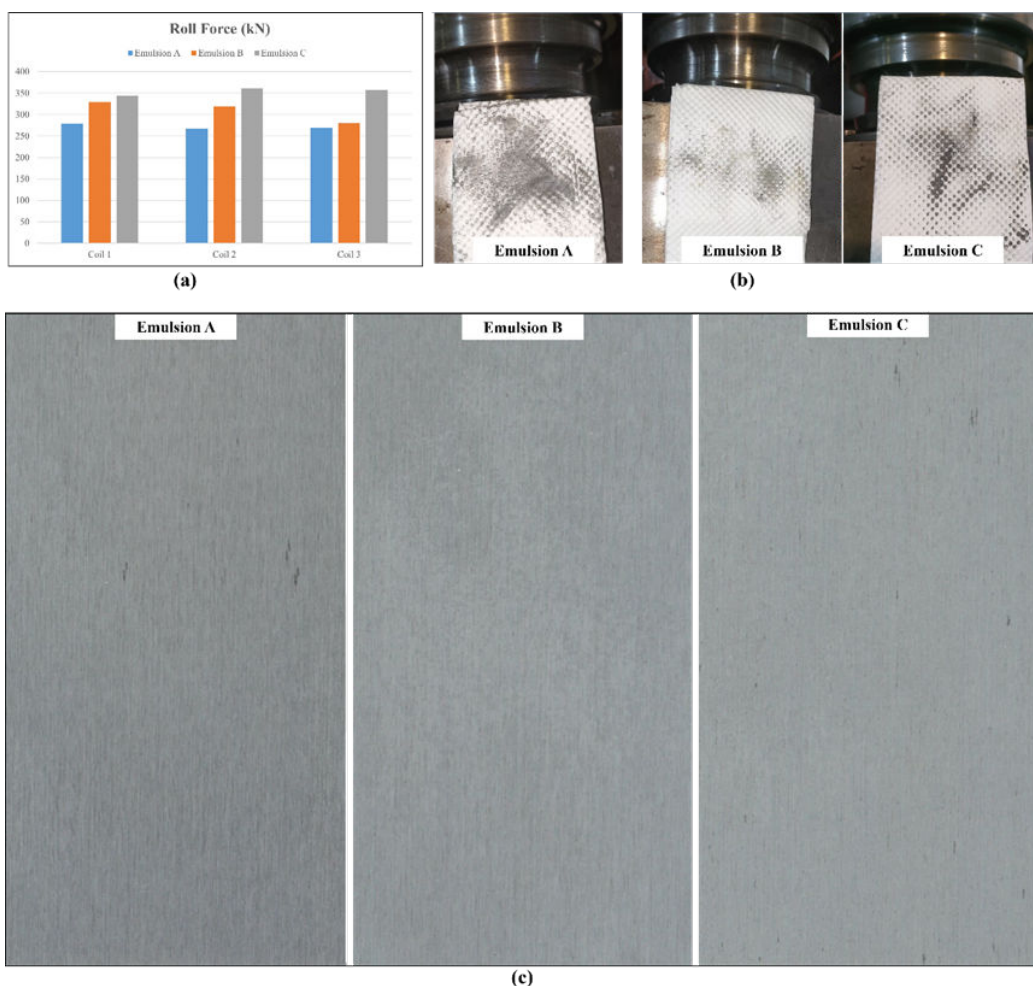 Roll Force (kN)
Emulsion A Emulsion B Emulsion C
400
350
300
250
200
150
100
50
0
Coil 1 Coil 2 Coil 3
(a)
Emulsion A Emulsion B Emulsion C
(b)
Emulsion A Emulsion B Emulsion C
(c)